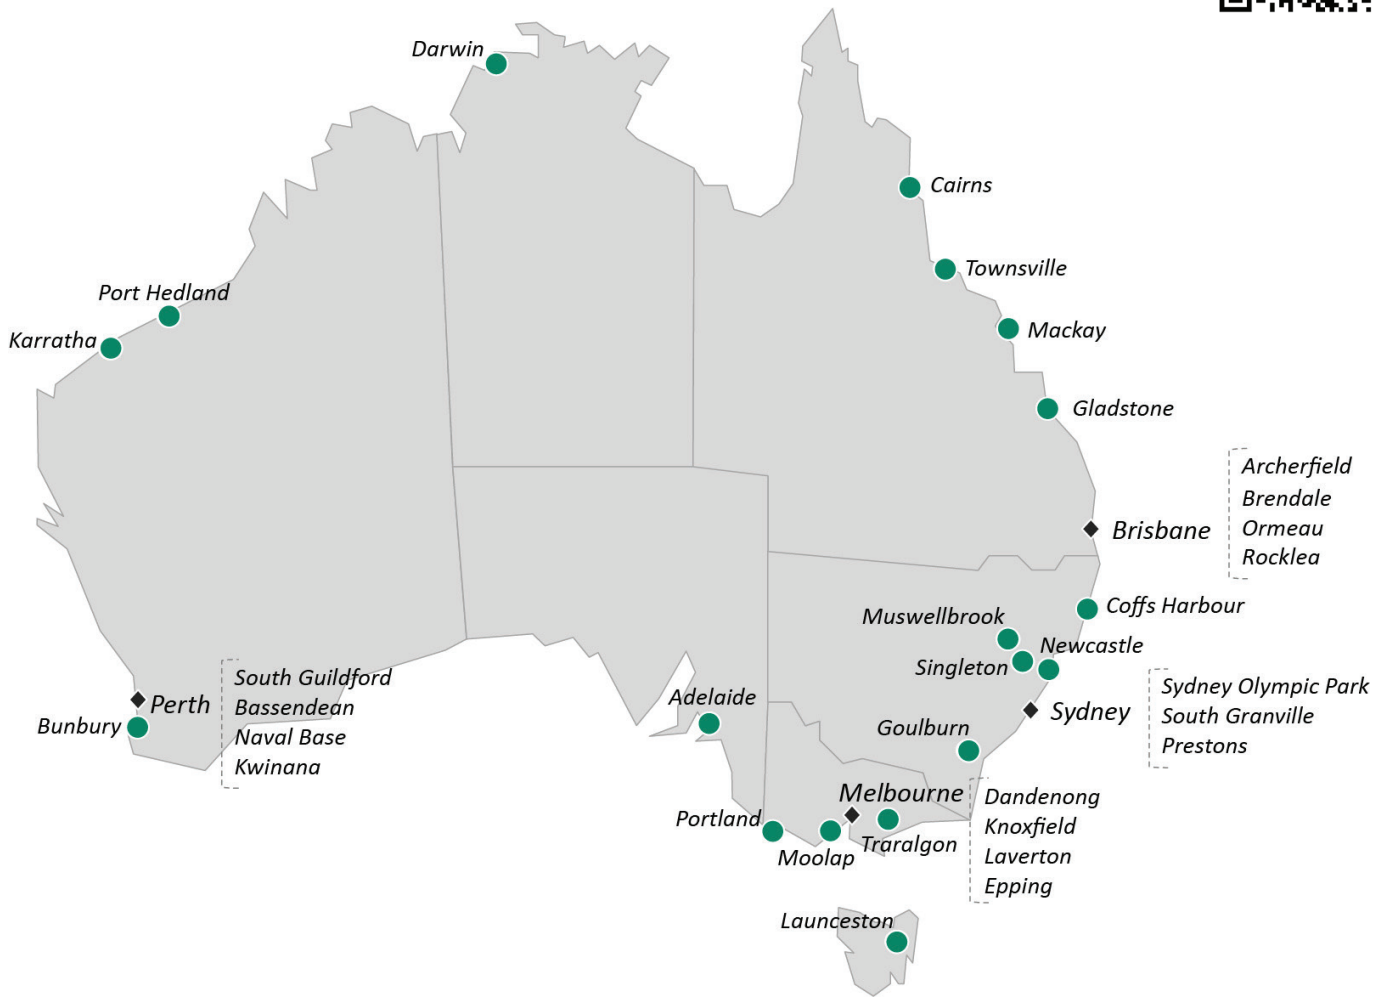 Darwin
Cairns
Townsville
Port Hedland
Karratha
Mackay
Gladstone
Archerfield
Brendale
Ormeau
Rocklea
Brisbane
Coffs Harbour
Muswellbrook
Newcastle
Singleton
South Guildford
Bassendean
Naval Base
Kwinana
Perth
Bunbury
Adelaide
Sydney Olympic Park
South Granville
Prestons
Sydney
Goulburn
Melbourne
Dandenong
Knoxfield
Laverton
Epping
Portland
Moolap
Traralgon
Launceston